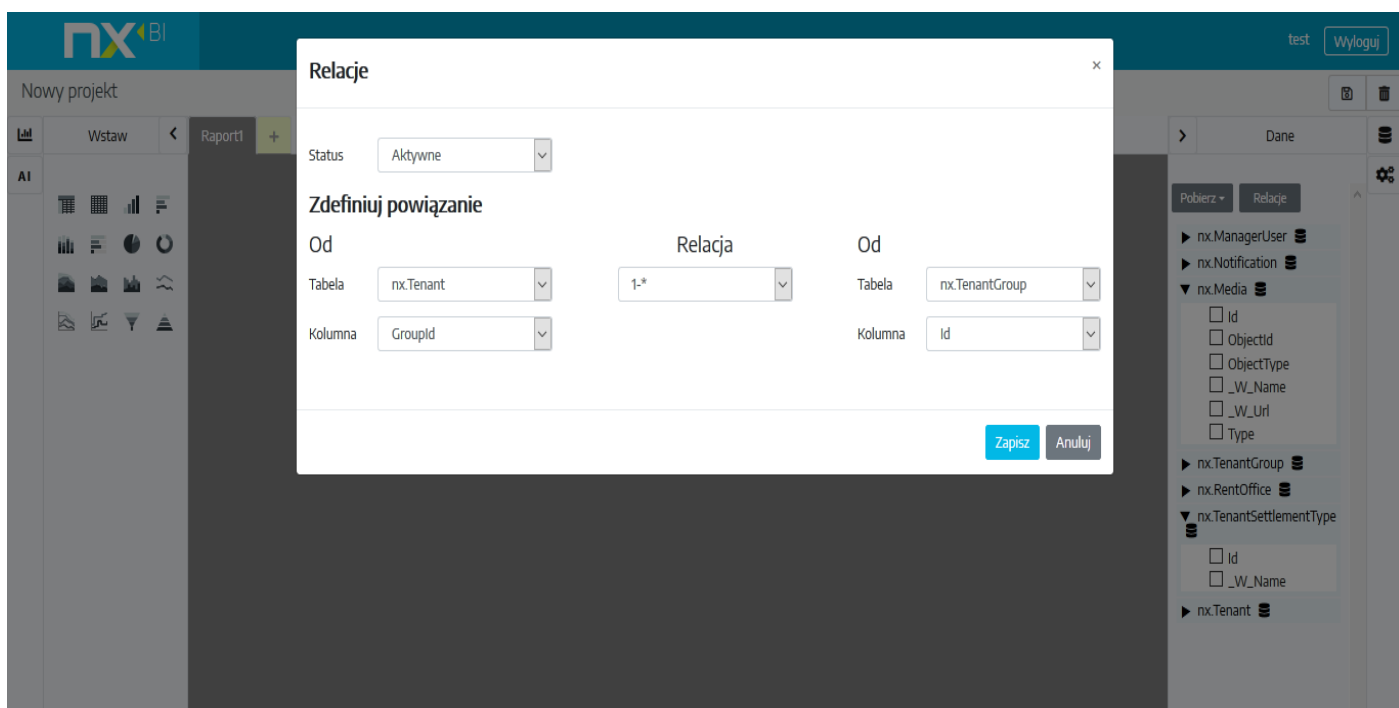 nx BI
test Wyloguj
Nowy projekt
Wstaw
Raport1 +
AI
Relacje
×
Status Aktywne
Zdefiniuj powiązanie
Od Relacja Od
Tabela nx.Tenant 1-* Tabela nx.TenantGroup
Kolumna GroupId Kolumna Id
Zapisz Anuluj
Dane
Pobierz Relacje
nx.ManagerUser
nx.Notification
nx.Media
Id
ObjectId
ObjectType
_W_Name
_W_Url
Type
nx.TenantGroup
nx.RentOffice
nx.TenantSettlementType
Id
_W_Name
nx.Tenant